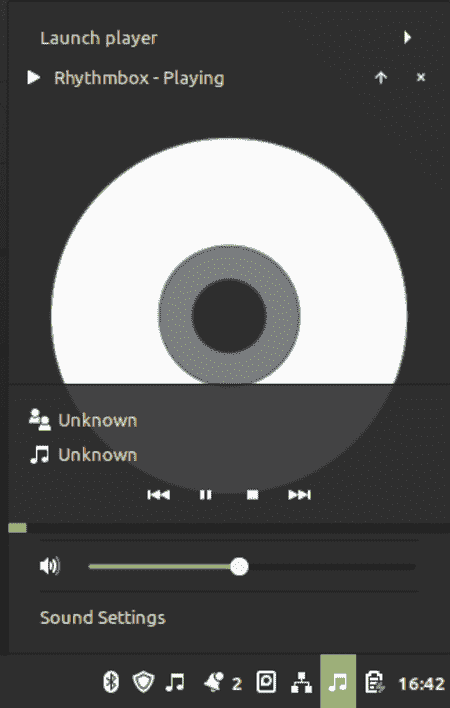 Launch player
Rhythmbox - Playing
Unknown
Unknown
Sound Settings
2 16:42